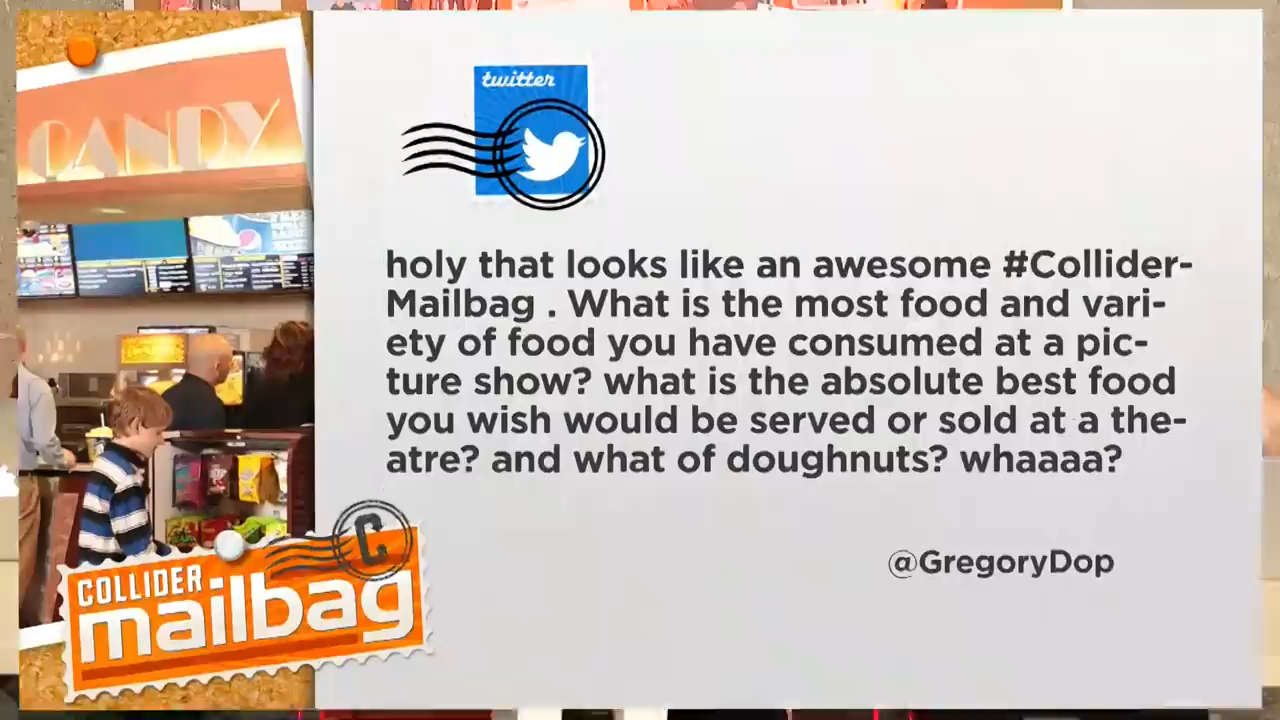 CANDY
twitter
holy that looks like an awesome #Collider-
Mailbag . What is the most food and vari-
ety of food you have consumed at a pic-
ture show? what is the absolute best food
you wish would be served or sold at a the-
atre? and what of doughnuts? whaaaa?
@GregoryDop
C
COLLIDER
mailbag